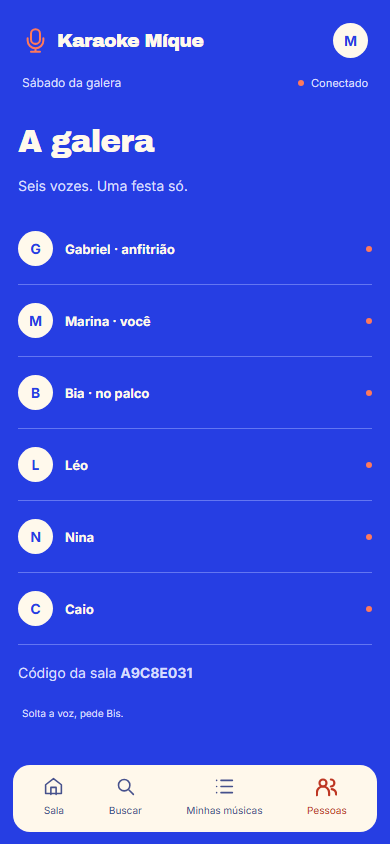 Karaoke Míque
M
Sábado da galera
Conectado
A galera
Seis vozes. Uma festa só.
G
Gabriel · anfitrião
M
Marina · você
B
Bia · no palco
L
Léo
N
Nina
C
Caio
Código da sala A9C8E031
Solta a voz, pede Bis.
Sala
Buscar
Minhas músicas
Pessoas